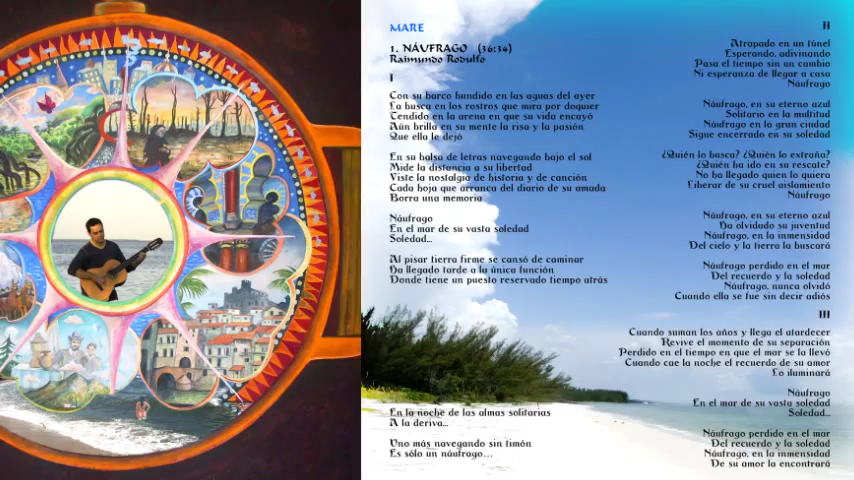 MARE
1. NÁUFRAGO (36:34)
Raimundo Rodulfo
I
Con su barco hundido en las aguas del ayer
La busca en los rostros que mira por doquier
Tendido en la arena en que su vida encayó
Aún brilla en su mente la risa y la pasión
Que ella le dejó
En su balsa de letras navegando bajo el sol
Mide la distancia a su libertad
Viste la nostalgia de historia y de canción
Cada hoja que arranca del diario de su amada
Borra una memoria
Náufrago
En el mar de su vasta soledad
Soledad...
Al pisar tierra firme se cansó de caminar
Ha llegado tarde a la única función
Donde tiene un puesto reservado tiempo atrás
En la noche de las almas solitarias
A la deriva...
Uno más navegando sin timón
Es sólo un náufrago...
II
Atrapado en un túnel
Esperando, adivinando
Pasa el tiempo sin un cambio
Ni esperanza de llegar a casa
Náufrago
Náufrago, en su eterno azul
Solitario en la multitud
Náufrago en la gran ciudad
Sigue encerrado en su soledad
¿Quién lo busca? ¿Quién lo extraña?
¿Quién ha ido en su rescate?
No ha llegado quien lo quiera
Liberar de su cruel aislamiento
Náufrago
Náufrago, en su eterno azul
Ha olvidado su juventud
Náufrago, en la inmensidad
Del cielo y la tierra la buscará
Náufrago perdido en el mar
Del recuerdo y la soledad
Náufrago, nunca olvidó
Cuando ella se fue sin decir adiós
III
Cuando suman los años y llega el atardecer
Revive el momento de su separación
Perdido en el tiempo en que el mar se la llevó
Cuando cae la noche el recuerdo de su amor
Lo iluminará
Náufrago
En el mar de su vasta soledad
Soledad...
Náufrago perdido en el mar
Del recuerdo y la soledad
Náufrago, en la inmensidad
De su amor la encontrará